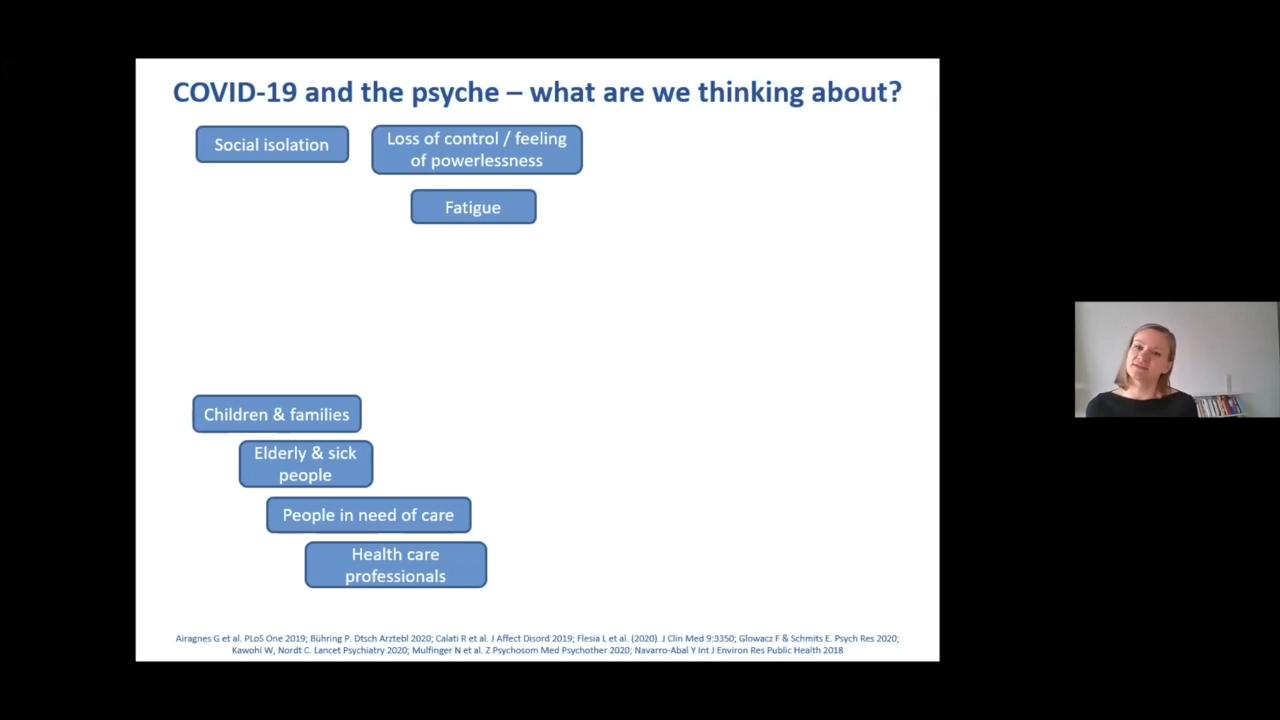 COVID-19 and the psyche – what are we thinking about?
Social isolation
Loss of control / feeling
of powerlessness
Fatigue
Children & families
Elderly & sick
people
People in need of care
Health care
professionals
Airagnes G et al. PLoS One 2019; Bühring P. Dtsch Arztebl 2020; Calati R et al. J Affect Disord 2019; Flesia L et al. (2020). J Clin Med 9:3350; Glowacz F & Schmits E. Psych Res 2020;
Kawohl W, Nordt C. Lancet Psychiatry 2020; Mulfinger N et al. Z Psychosom Med Psychother 2020; Navarro-Abal Y Int J Environ Res Public Health 2018